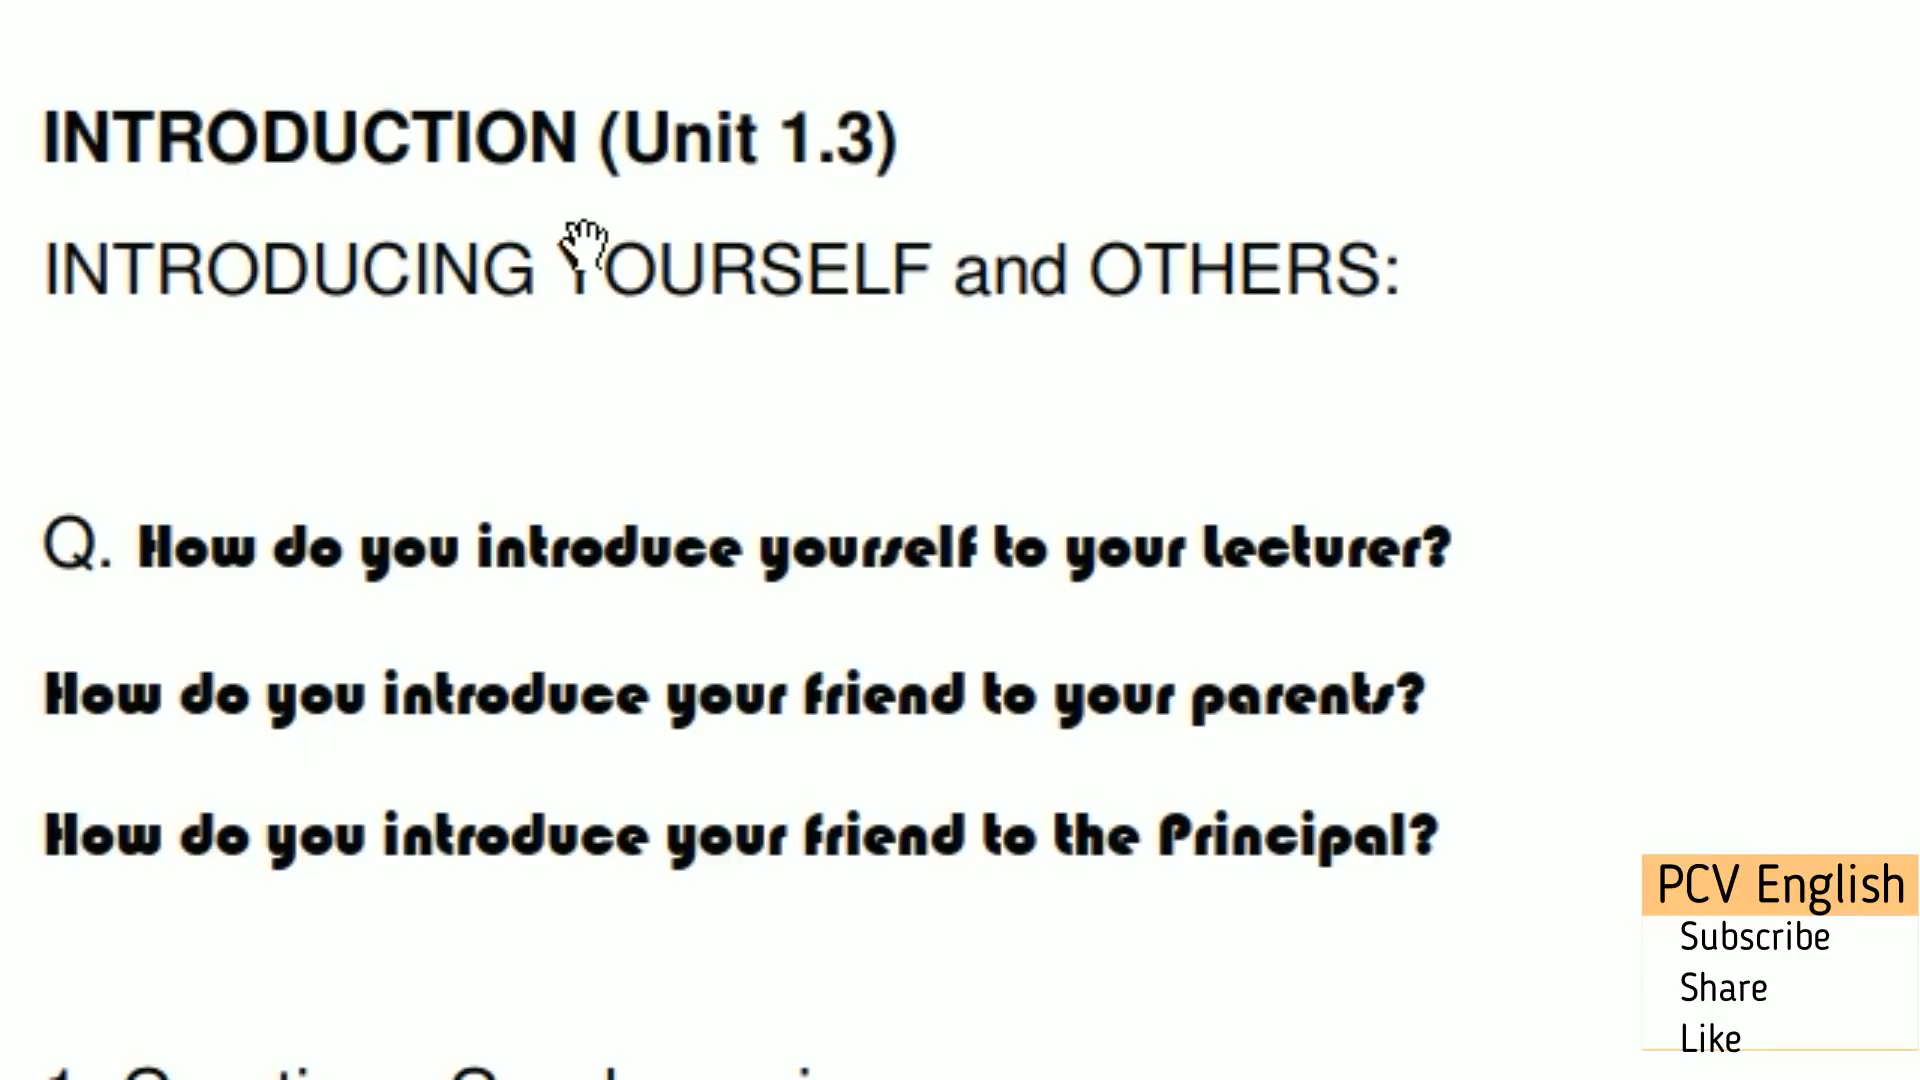 INTRODUCTION (Unit 1.3)
INTRODUCING YOURSELF and OTHERS:
Q. How do you introduce yourself to your Lecturer?
How do you introduce your friend to your parents?
How do you introduce your friend to the Principal?
PCV English
Subscribe
Share
Like